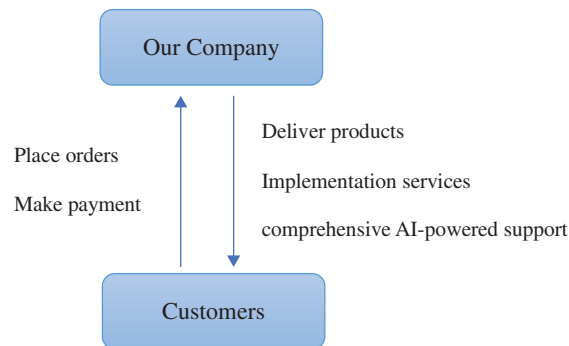 Our Company
Place orders
Make payment
Deliver products
Implementation services
comprehensive AI-powered support
Customers